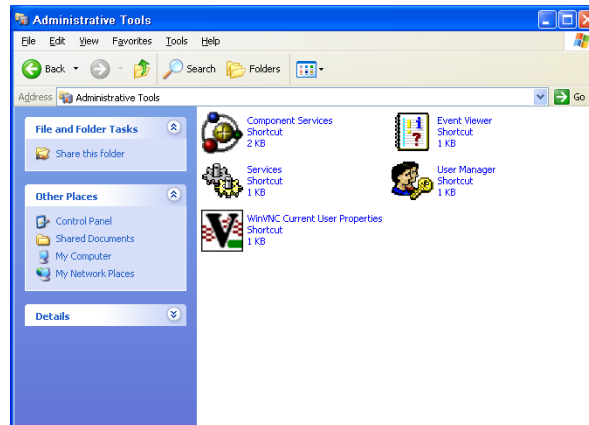 Administrative Tools
File Edit View Favorites Tools Help
Back Search Folders
Address Administrative Tools Go
File and Folder Tasks
Share this folder
Other Places
Control Panel
Shared Documents
My Computer
My Network Places
Details
Component Services
Shortcut
2 KB
Event Viewer
Shortcut
1 KB
Services
Shortcut
1 KB
User Manager
Shortcut
1 KB
WinVNC Current User Properties
Shortcut
1 KB